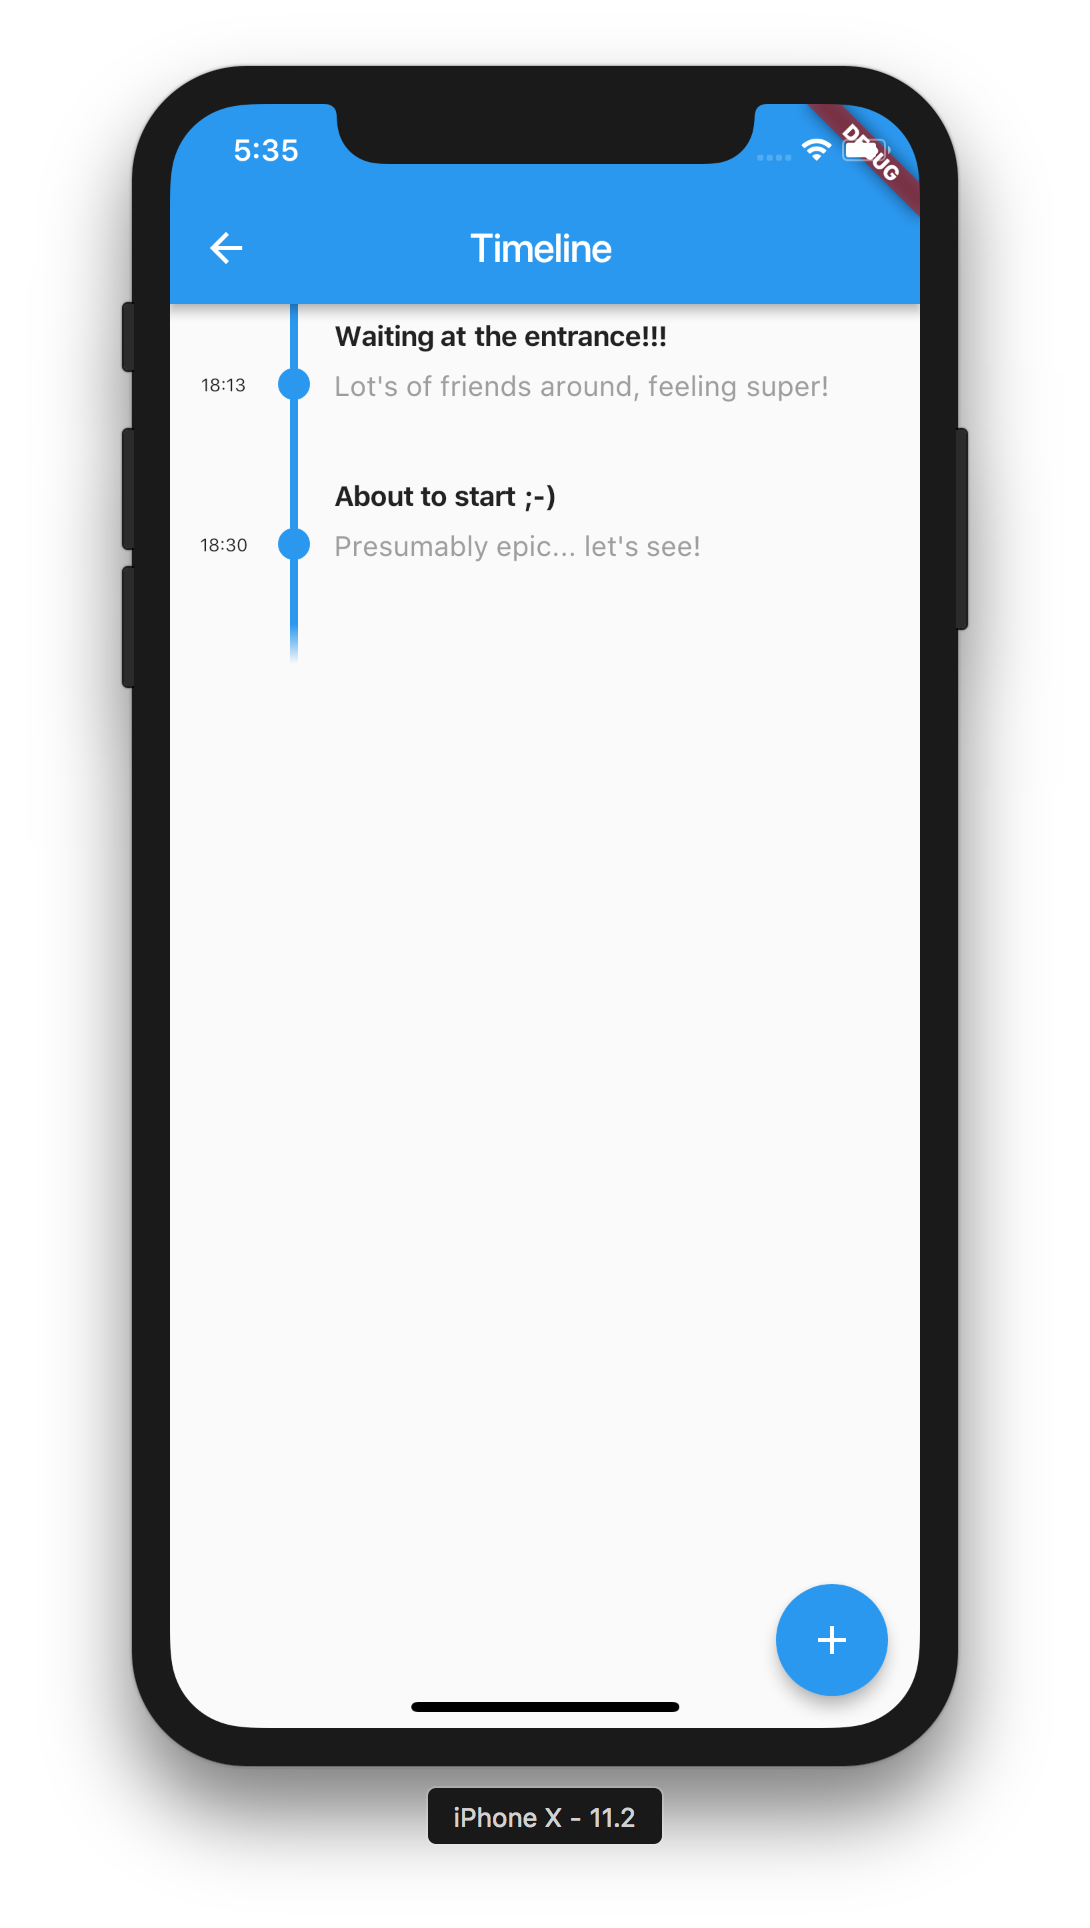 5:35
DEBUG
Timeline
Waiting at the entrance!!!
18:13
Lot's of friends around, feeling super!
About to start ;-)
18:30
Presumably epic... let's see!
iPhone X - 11.2